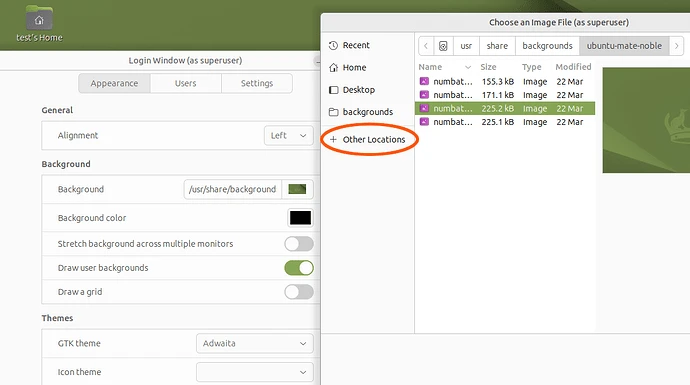 test's Home
Login Window (as superuser)
Appearance
Users
Settings
General
Alignment
Left
Background
Background
/usr/share/background
Background color
Stretch background across multiple monitors
Draw user backgrounds
Draw a grid
Themes
GTK theme
Adwaita
Icon theme
Choose an Image File (as superuser)
Recent
Home
Desktop
backgrounds
+ Other Locations
usr
share
backgrounds
ubuntu-mate-noble
Name
Size
Type
Modified
numbat... 155.3 kB Image 22 Mar
numbat... 171.1 kB Image 22 Mar
numbat... 225.2 kB Image 22 Mar
numbat... 225.1 kB Image 22 Mar